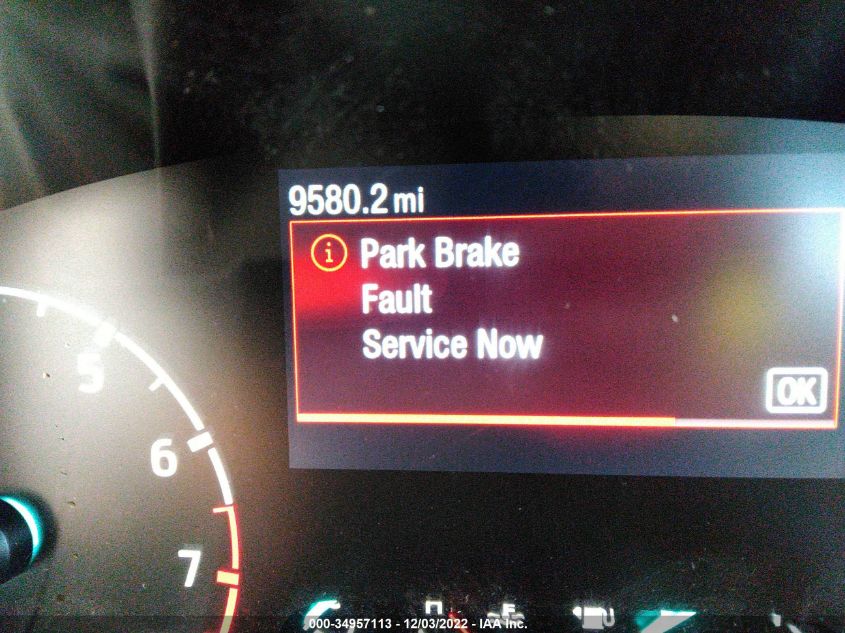 9580.2 mi
Park Brake
Fault
Service Now
OK
5
6
7
F
000-34957113 - 12/03/2022 - IAA Inc.